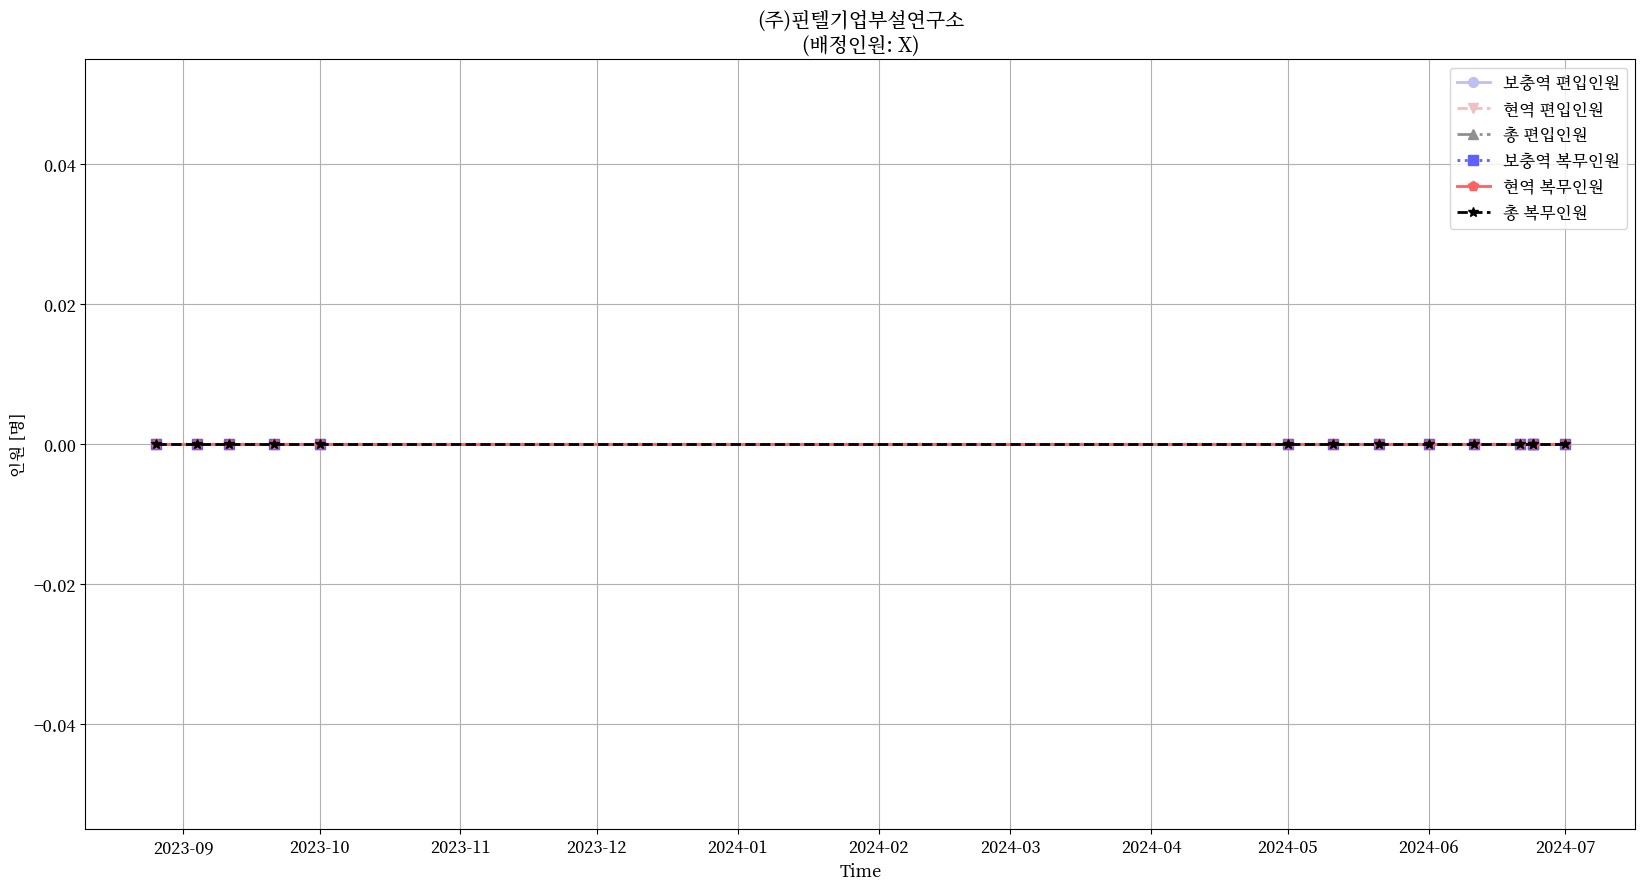 (주)핀텔기업부설연구소
(배정인원: X)
보충역 편입인원
현역 편입인원
총 편입인원
보충역 복무인원
현역 복무인원
총 복무인원
0.04
0.02
0.00
−0.02
−0.04
인원 [명]
2023-09 2023-10 2023-11 2023-12 2024-01 2024-02 2024-03 2024-04 2024-05 2024-06 2024-07
Time